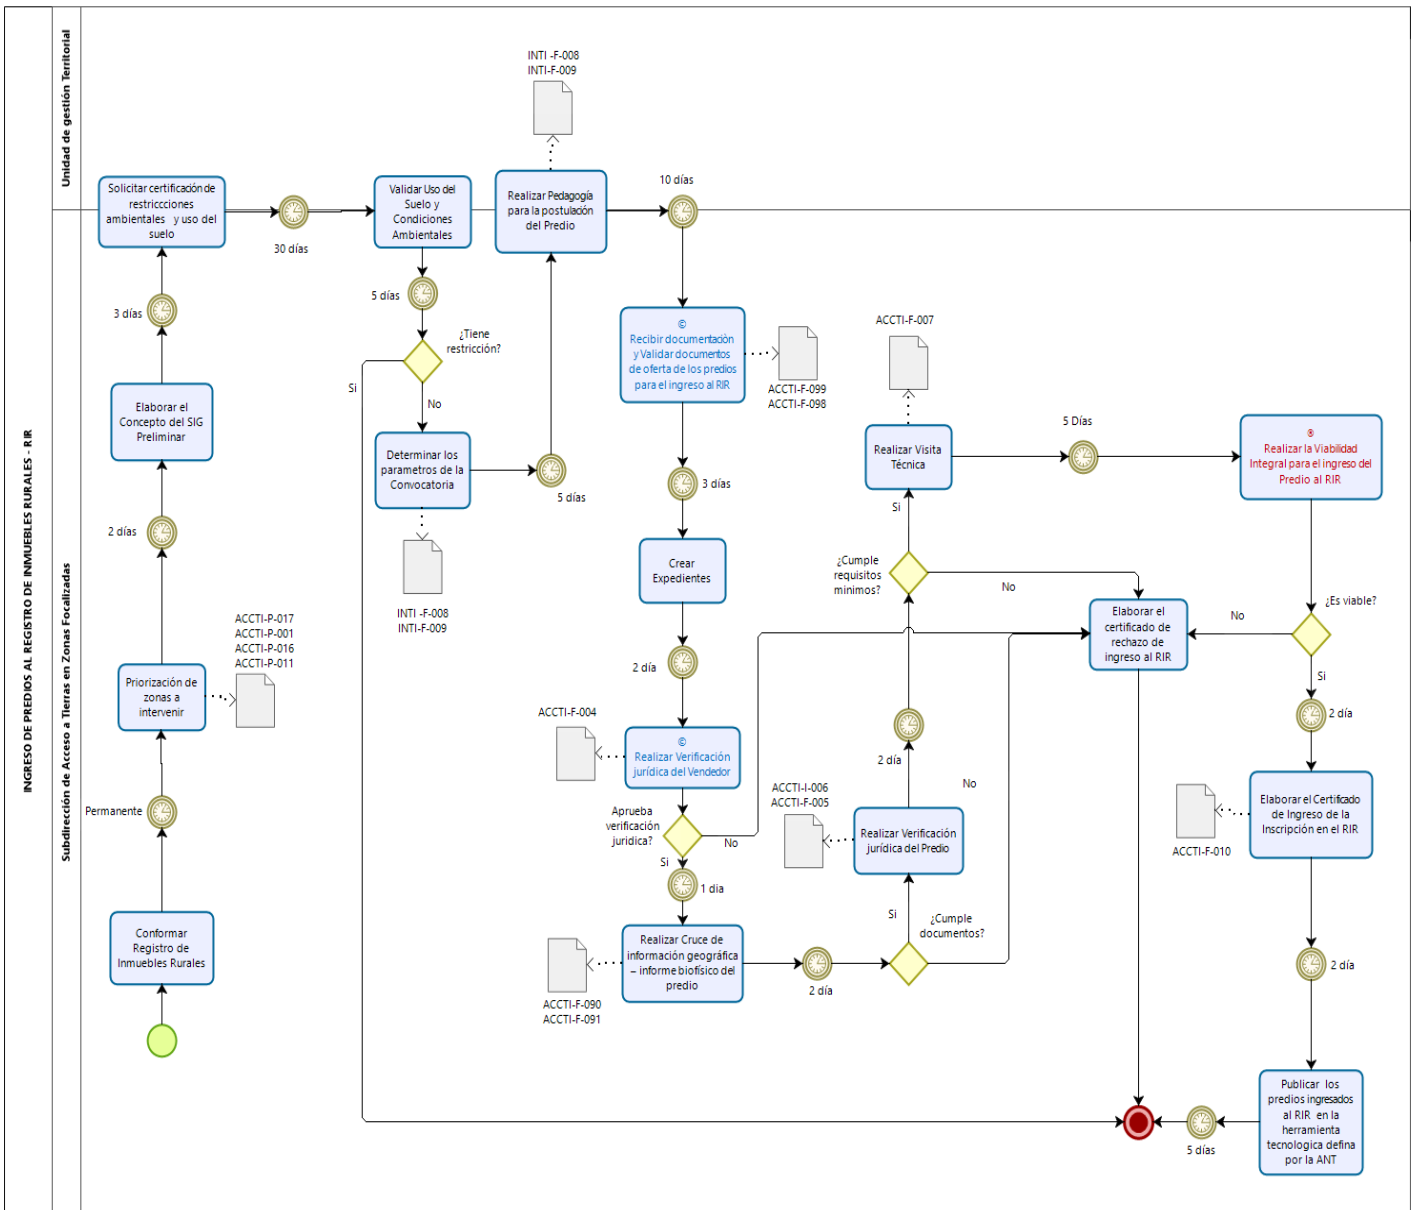 INGRESO DE PREDIOS AL REGISTRO DE INMUEBLES RURALES - RIR
Unidad de gestión Territorial
Subdirección de Acceso a Tierras en Zonas Focalizadas
INTI -F-008
INTI-F-009
Solicitar certificación de
restriccciones
ambientales y uso del
suelo
30 días
Validar Uso del
Suelo y
Condiciones
Ambientales
Realizar Pedagogía
para la postulación
del Predio
10 días
3 días
5 días
¿Tiene
restricción?
Si
No
Elaborar el
Concepto del SIG
Preliminar
Determinar los
parametros de la
Convocatoria
5 días
INTI -F-008
INTI-F-009
2 días
©
Recibir documentaciòn
y Validar documentos
de oferta de los predios
para el ingreso al RIR
ACCTI-F-099
ACCTI-F-098
3 días
Crear
Expedientes
2 día
ACCTI-P-017
ACCTI-P-001
ACCTI-P-016
ACCTI-P-011
Priorización de
zonas a
intervenir
Permanente
Conformar
Registro de
Inmuebles Rurales
ACCTI-F-004
©
Realizar Verificación
jurídica del Vendedor
Aprueba
verificación
juridica?
No
Si
1 dia
Realizar Cruce de
información geográfica
– informe biofísico del
predio
ACCTI-F-090
ACCTI-F-091
2 día
¿Cumple
documentos?
Si
No
ACCTI-I-006
ACCTI-F-005
Realizar Verificación
jurídica del Predio
2 día
¿Cumple
requisitos
minimos?
Si
No
ACCTI-F-007
Realizar Visita
Técnica
5 Días
®
Realizar la Viabilidad
Integral para el ingreso del
Predio al RIR
¿Es viable?
No
Si
Elaborar el
certificado de
rechazo de
ingreso al RIR
2 día
Elaborar el Certificado
de Ingreso de la
Inscripción en el RIR
ACCTI-F-010
2 día
Publicar los
predios ingresados
al RIR en la
herramienta
tecnologica defina
por la ANT
5 días